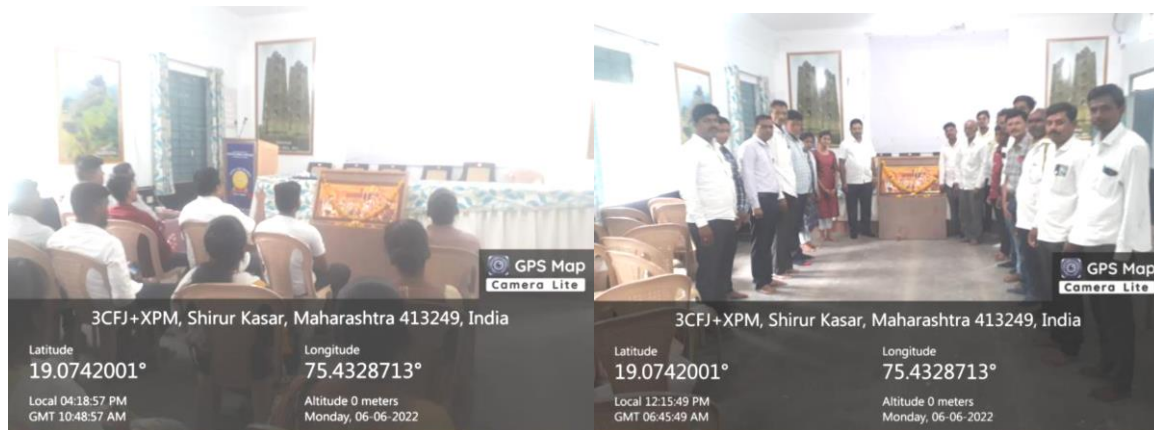 GPS Map
Camera Lite
3CFJ+XPM, Shirur Kasar, Maharashtra 413249, India
Latitude
19.0742001°
Longitude
75.4328713°
Local 04:18:57 PM
GMT 10:48:57 AM
Altitude 0 meters
Monday, 06-06-2022
GPS Map
Camera Lite
3CFJ+XPM, Shirur Kasar, Maharashtra 413249, India
Latitude
19.0742001°
Longitude
75.4328713°
Local 12:15:49 PM
GMT 06:45:49 AM
Altitude 0 meters
Monday, 06-06-2022